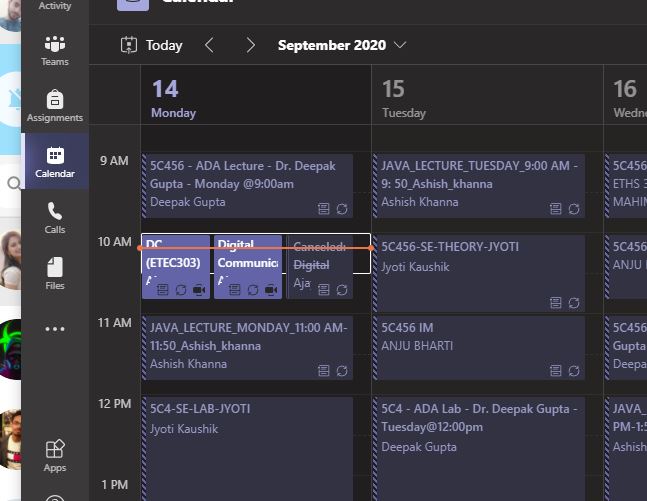 Activity
Calendar
Teams
Today
September 2020
14
Monday
15
Tuesday
16
Assignments
Calendar
Calls
Files
Apps
9 AM
5C456 - ADA Lecture - Dr. Deepak
Gupta - Monday @9:00am
Deepak Gupta
JAVA_LECTURE_TUESDAY_9:00 AM -
9: 50_Ashish_khanna
Ashish Khanna
5C456
ETHS 3
MAHIM
10 AM
DC
(ETEC303)
Digital
Communica
Canceled:
Digital
Aja
5C456-SE-THEORY-JYOTI
Jyoti Kaushik
5C456
ANJU
11 AM
JAVA_LECTURE_MONDAY_11:00 AM-
11:50_Ashish_khanna
Ashish Khanna
5C456 IM
ANJU BHARTI
5C456
Gupta
Deepa
12 PM
5C4-SE-LAB-JYOTI
Jyoti Kaushik
5C4 - ADA Lab - Dr. Deepak Gupta -
Tuesday@12:00pm
Deepak Gupta
JAVA_
PM-1:5
Ashish
1 PM